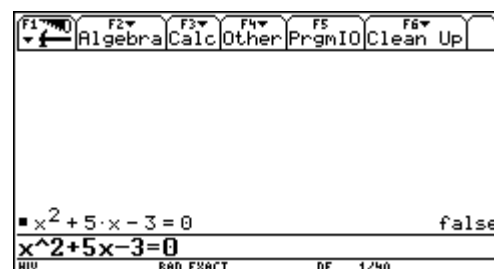 F1▼ F2▼ F3▼ F4▼ F5 F6▼
Algebra Calc Other PrgmIO Clean Up
x² + 5·x − 3 = 0 false
x^2+5x−3=0
RAD EXACT DE 1/40